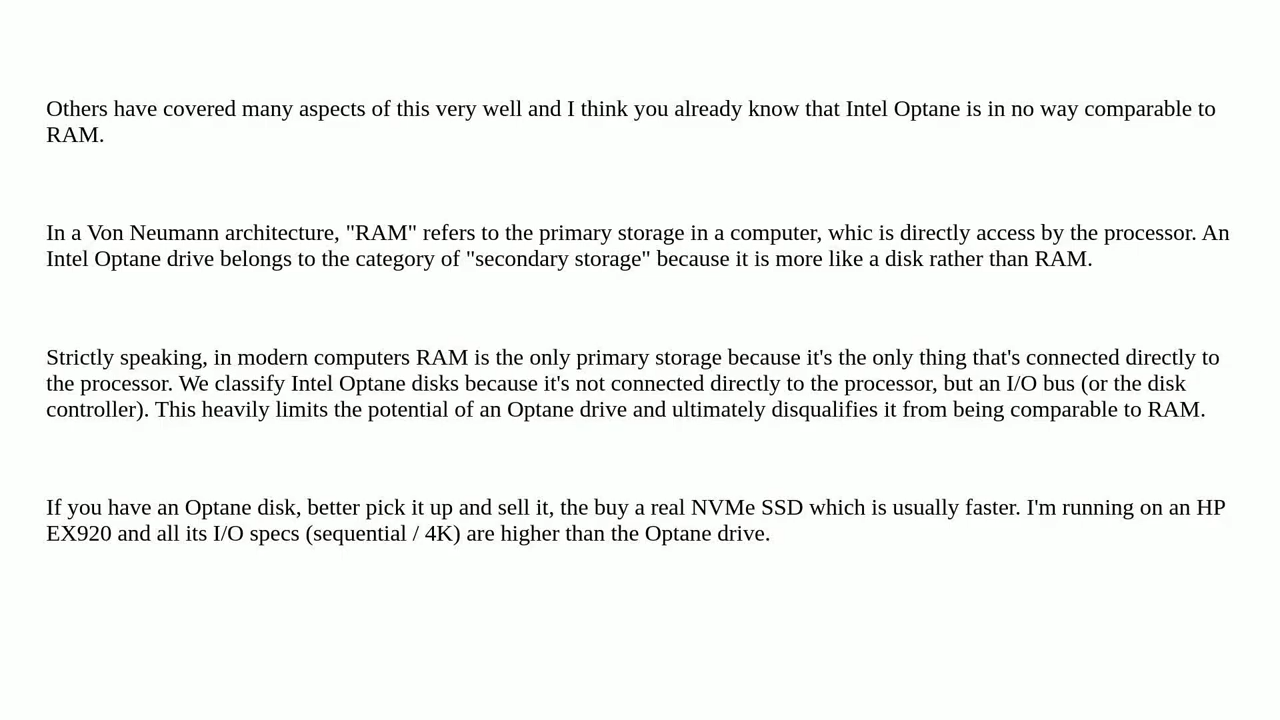 Others have covered many aspects of this very well and I think you already know that Intel Optane is in no way comparable to
RAM.
In a Von Neumann architecture, "RAM" refers to the primary storage in a computer, whic is directly access by the processor. An
Intel Optane drive belongs to the category of "secondary storage" because it is more like a disk rather than RAM.
Strictly speaking, in modern computers RAM is the only primary storage because it's the only thing that's connected directly to
the processor. We classify Intel Optane disks because it's not connected directly to the processor, but an I/O bus (or the disk
controller). This heavily limits the potential of an Optane drive and ultimately disqualifies it from being comparable to RAM.
If you have an Optane disk, better pick it up and sell it, the buy a real NVMe SSD which is usually faster. I'm running on an HP
EX920 and all its I/O specs (sequential / 4K) are higher than the Optane drive.